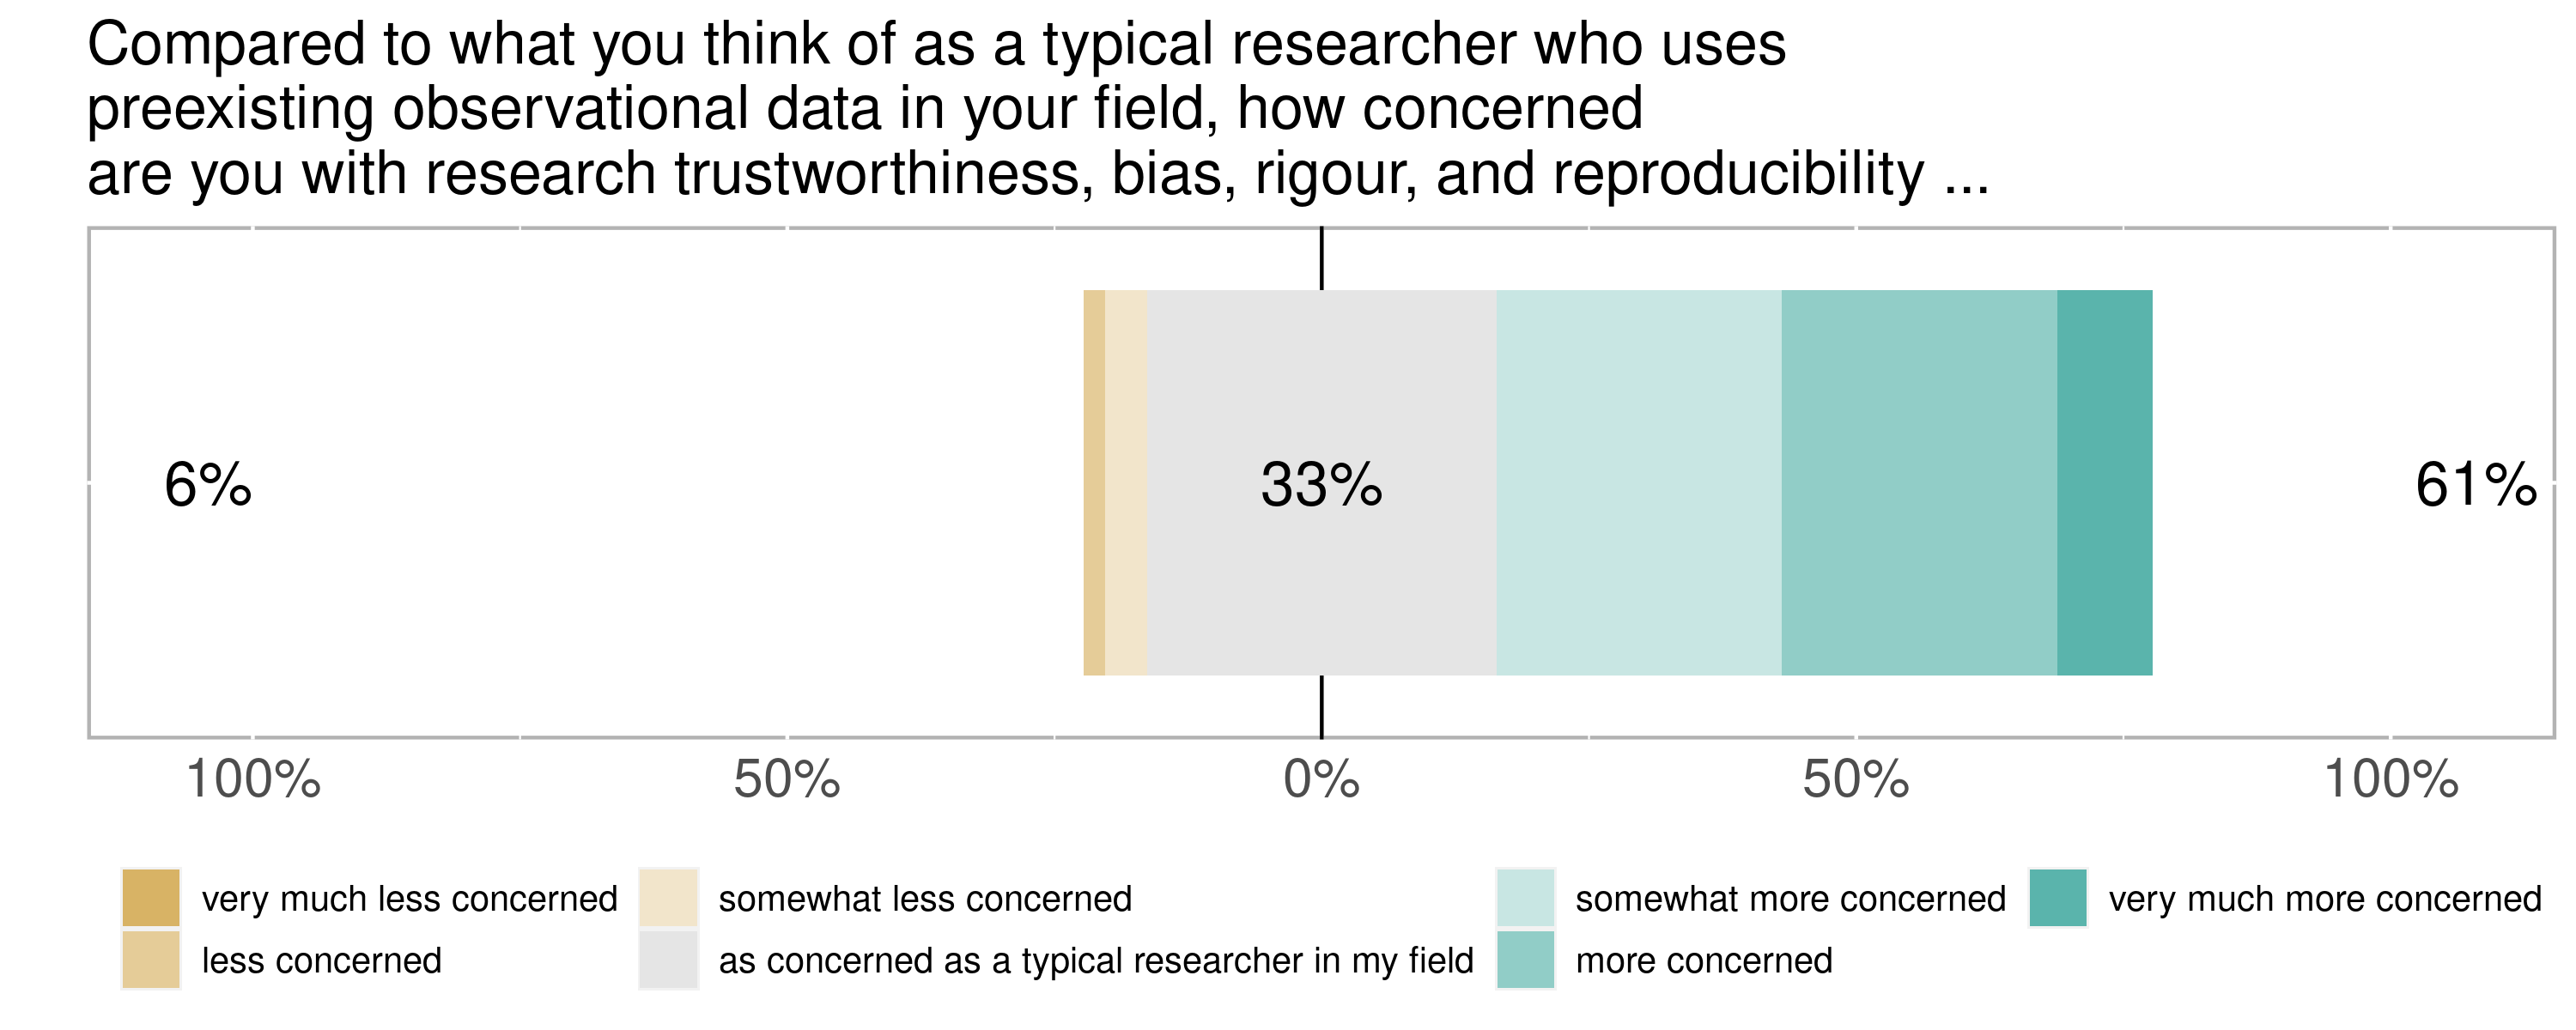 Compared to what you think of as a typical researcher who uses
preexisting observational data in your field, how concerned
are you with research trustworthiness, bias, rigour, and reproducibility ...
6% 33% 61%
100% 50% 0% 50% 100%
very much less concerned somewhat less concerned somewhat more concerned very much more concerned
less concerned as concerned as a typical researcher in my field more concerned